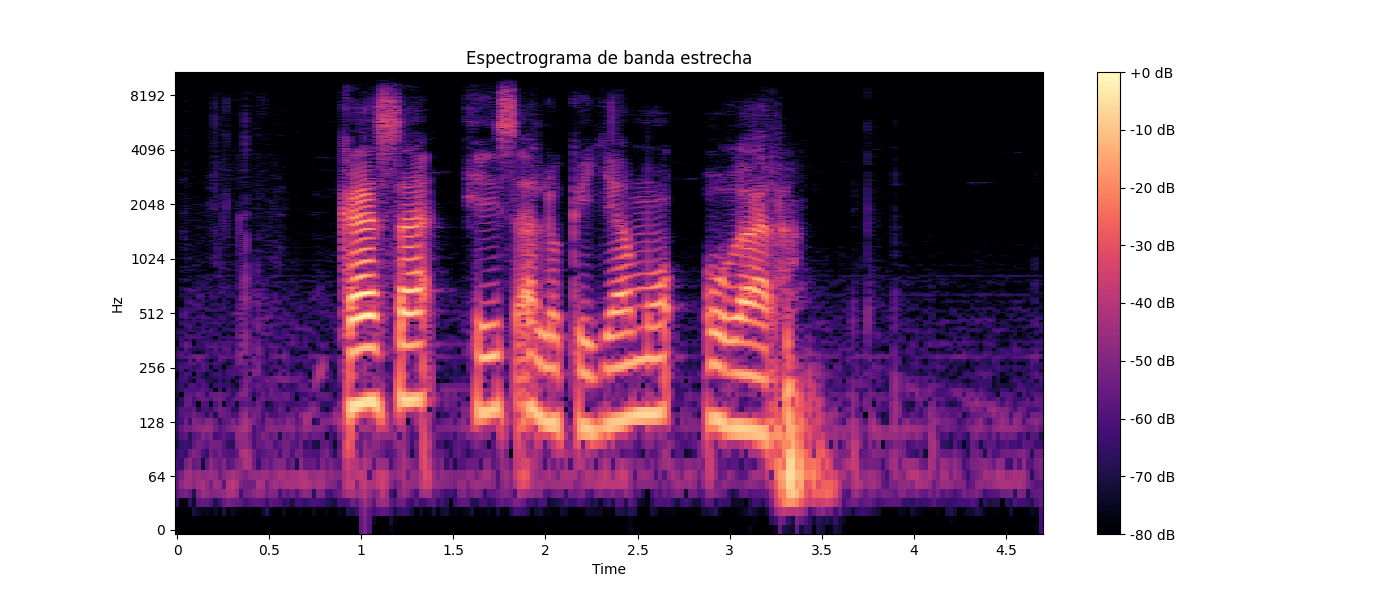 Espectrograma de banda estrecha
Hz
8192
4096
2048
1024
512
256
128
64
0
0 0.5 1 1.5 2 2.5 3 3.5 4 4.5
Time
+0 dB
-10 dB
-20 dB
-30 dB
-40 dB
-50 dB
-60 dB
-70 dB
-80 dB